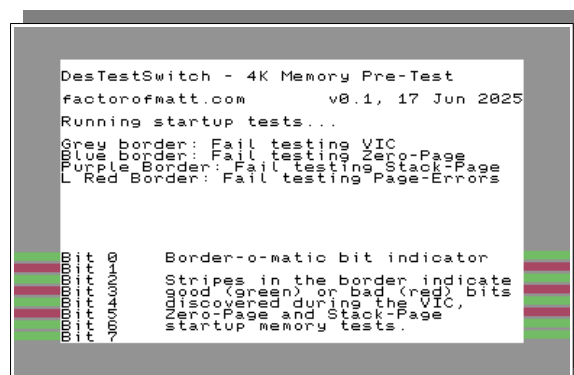 DesTestSwitch - 4K Memory Pre-Test
factorofmatt.com v0.1, 17 Jun 2025
Running startup tests...
Grey border: Fail testing VIC
Blue border: Fail testing Zero-Page
Purple Border: Fail testing Stack-Page
L Red Border: Fail testing Page-Errors
Bit 0 Border-o-matic bit indicator
Bit 1
Bit 2 Stripes in the border indicate
Bit 3 good (green) or bad (red) bits
Bit 4 discovered during the VIC,
Bit 5 Zero-Page and Stack-Page
Bit 6 startup memory tests.
Bit 7